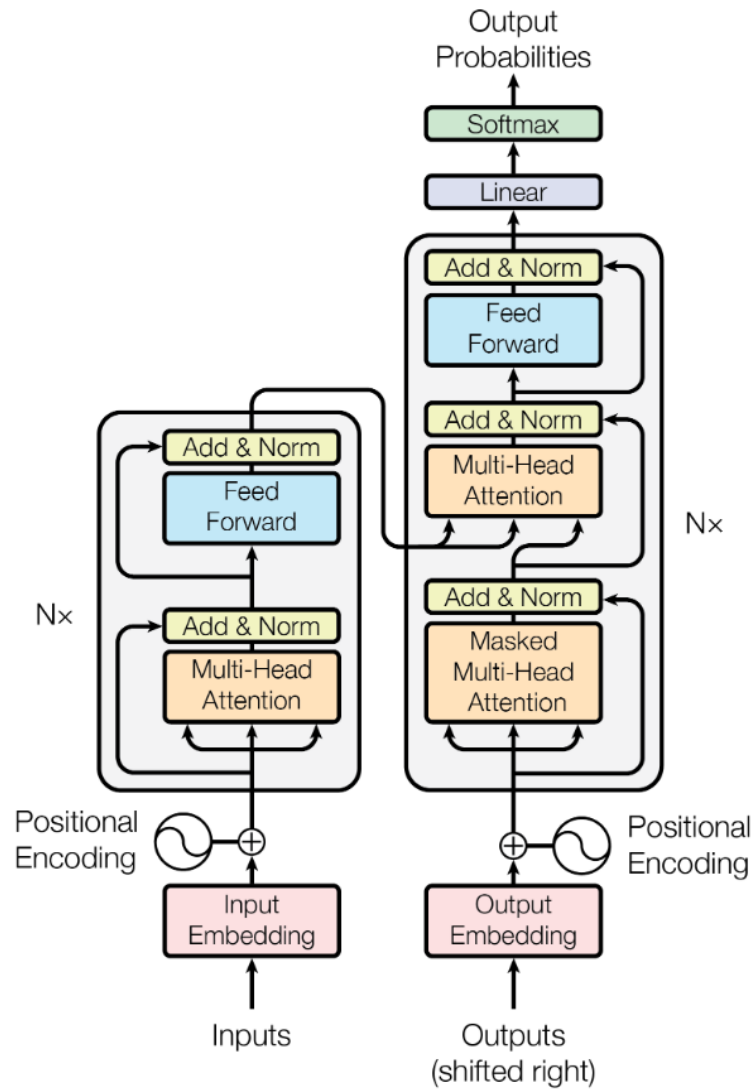 Output
Probabilities
Softmax
Linear
Add & Norm
Feed
Forward
Add & Norm
Multi-Head
Attention
Add & Norm
Masked
Multi-Head
Attention
N×
Add & Norm
Feed
Forward
Add & Norm
Multi-Head
Attention
N×
Positional
Encoding
Positional
Encoding
Input
Embedding
Output
Embedding
Inputs
Outputs
(shifted right)